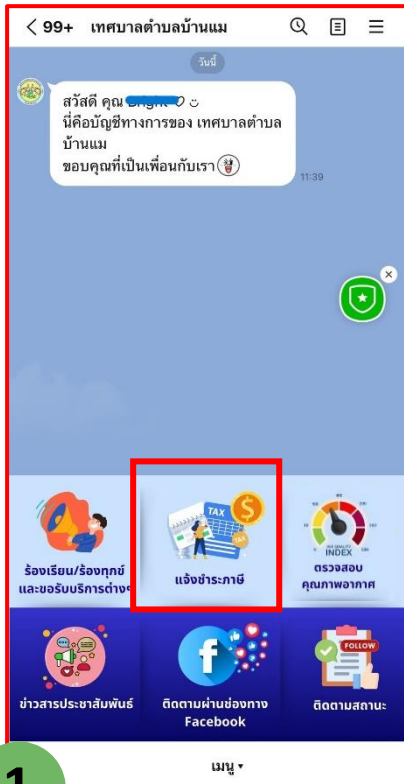 99+ เทศบาลตำบลบ้านแม
วันนี้
สวัสดี คุณ
นี่คือบัญชีทางการของ เทศบาลตำบล
บ้านแม
ขอบคุณที่เป็นเพื่อนกับเรา
11:39
TAX
TAX
AIR QUALITY
INDEX
ร้องเรียน/ร้องทุกข์
และขอรับบริการต่างๆ
แจ้งชำระภาษี
ตรวจสอบ
คุณภาพอากาศ
FOLLOW
ข่าวสารประชาสัมพันธ์
ติดตามผ่านช่องทาง
Facebook
ติดตามสถานะ
เมนู
1